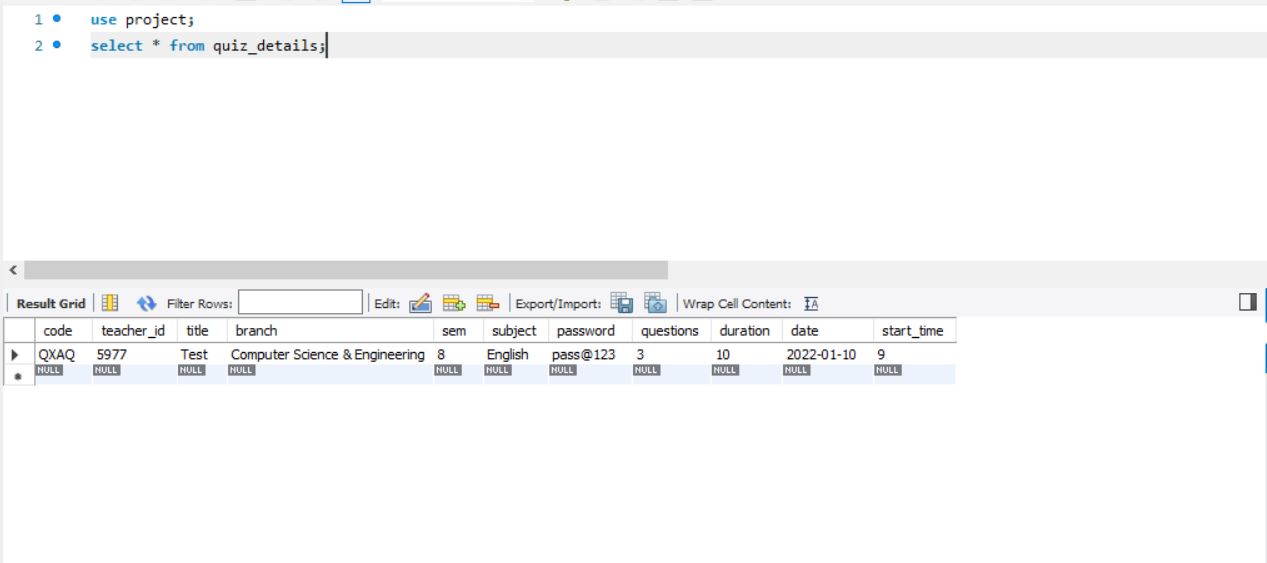 1 use project;
2 select * from quiz_details;
Result Grid Filter Rows: Edit: Export/Import: Wrap Cell Content:
code teacher_id title branch sem subject password questions duration date start_time
QXAQ 5977 Test Computer Science & Engineering 8 English pass@123 3 10 2022-01-10 9
NULL NULL NULL NULL NULL NULL NULL NULL NULL NULL NULL